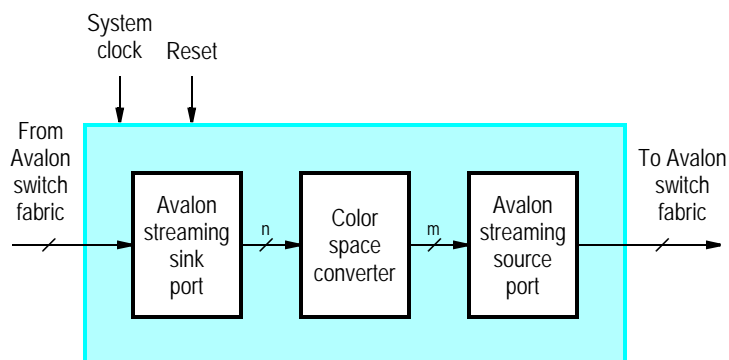 System
clock
Reset
From
Avalon
switch
fabric
Avalon
streaming
sink
port
n
Color
space
converter
m
Avalon
streaming
source
port
To Avalon
switch
fabric